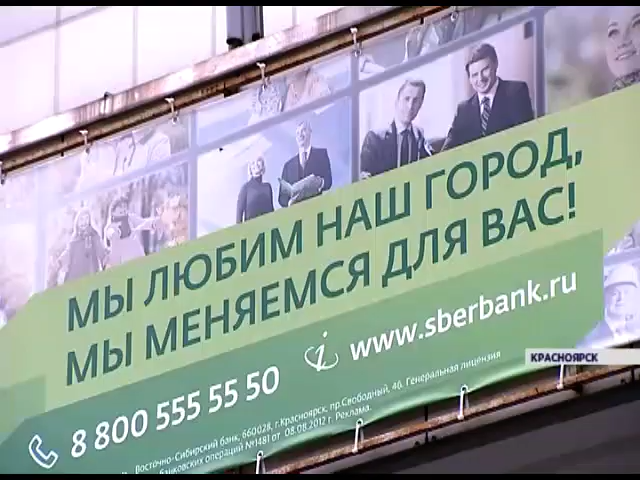 МЫ ЛЮБИМ НАШ ГОРОД,
МЫ МЕНЯЕМСЯ ДЛЯ ВАС!
www.sberbank.ru
8 800 555 55 50
КРАСНОЯРСК
Восточно-Сибирский банк, 660028, г.Красноярск, пр.Свободный, 46. Генеральная лицензия
банковских операций №1481 от 08.08.2012 г. Реклама.